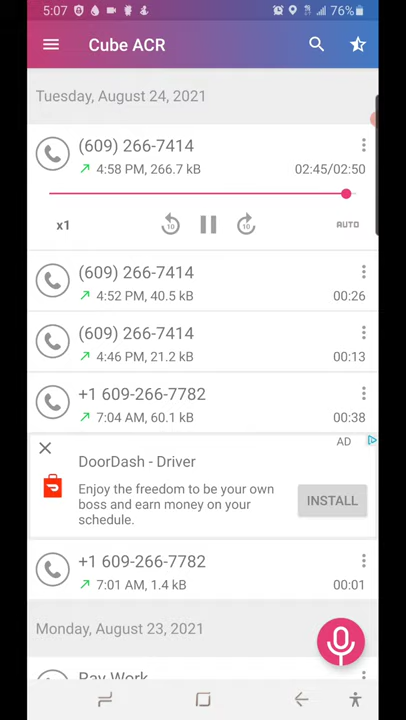 5:07
76%
Cube ACR
Tuesday, August 24, 2021
(609) 266-7414
4:58 PM, 266.7 kB
02:45/02:50
x1
10
10
AUTO
(609) 266-7414
4:52 PM, 40.5 kB
00:26
(609) 266-7414
4:46 PM, 21.2 kB
00:13
+1 609-266-7782
7:04 AM, 60.1 kB
00:38
AD
DoorDash - Driver
Enjoy the freedom to be your own
boss and earn money on your
schedule.
INSTALL
+1 609-266-7782
7:01 AM, 1.4 kB
00:01
Monday, August 23, 2021
Pay Work